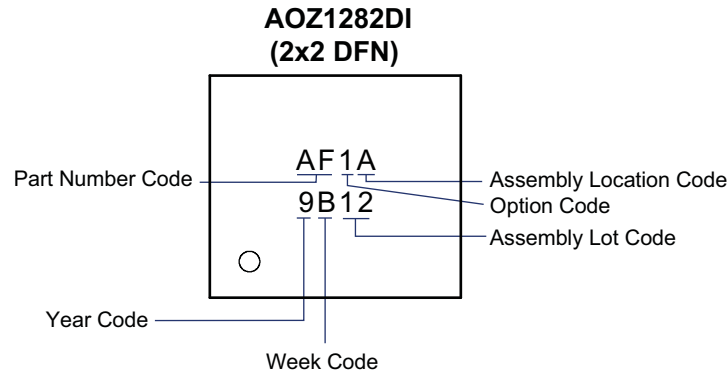 AOZ1282DI
(2x2 DFN)
AF1A
Part Number Code
Assembly Location Code
Option Code
9B12
Assembly Lot Code
Year Code
Week Code